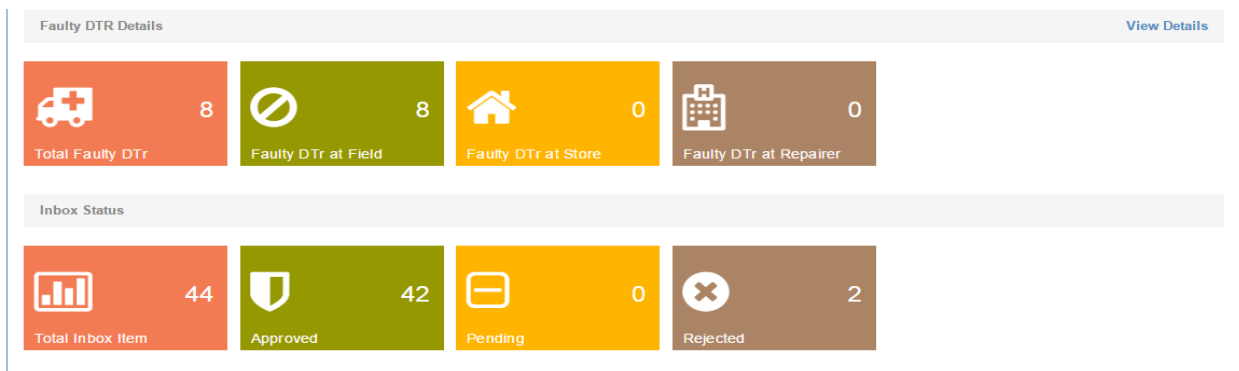 Faulty DTR Details View Details
8 8 0 0
Total Faulty DTr Faulty DTr at Field Faulty DTr at Store Faulty DTr at Repairer
Inbox Status
44 42 0 2
Total Inbox Item Approved Pending Rejected